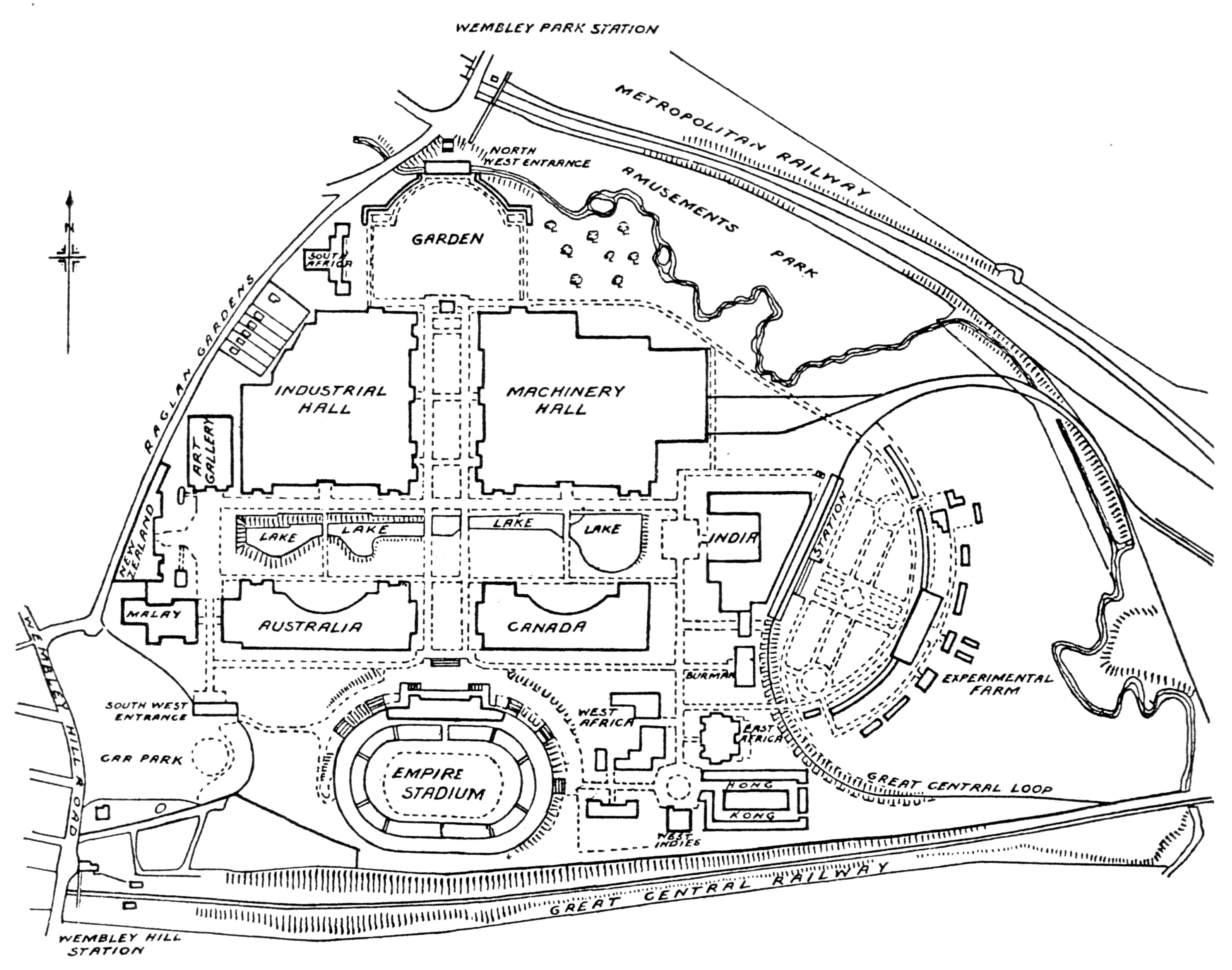 WEMBLEY PARK STATION
METROPOLITAN RAILWAY
NORTH
WEST ENTRANCE
AMUSEMENTS
PARK
N
GARDEN
SOUTH
AFRICA
RAGLAN GARDENS
INDUSTRIAL
HALL
MACHINERY
HALL
ART
GALLERY
NEW
ZEALAND
LAKE
LAKE
LAKE
LAKE
INDIA
STATION
MALAY
AUSTRALIA
CANADA
WEMBLEY HILL ROAD
BURMAH
EXPERIMENTAL
FARM
SOUTH WEST
ENTRANCE
WEST
AFRICA
EAST
AFRICA
CAR PARK
EMPIRE
STADIUM
HONG
KONG
GREAT CENTRAL LOOP
WEST
INDIES
GREAT CENTRAL RAILWAY
WEMBLEY HILL
STATION